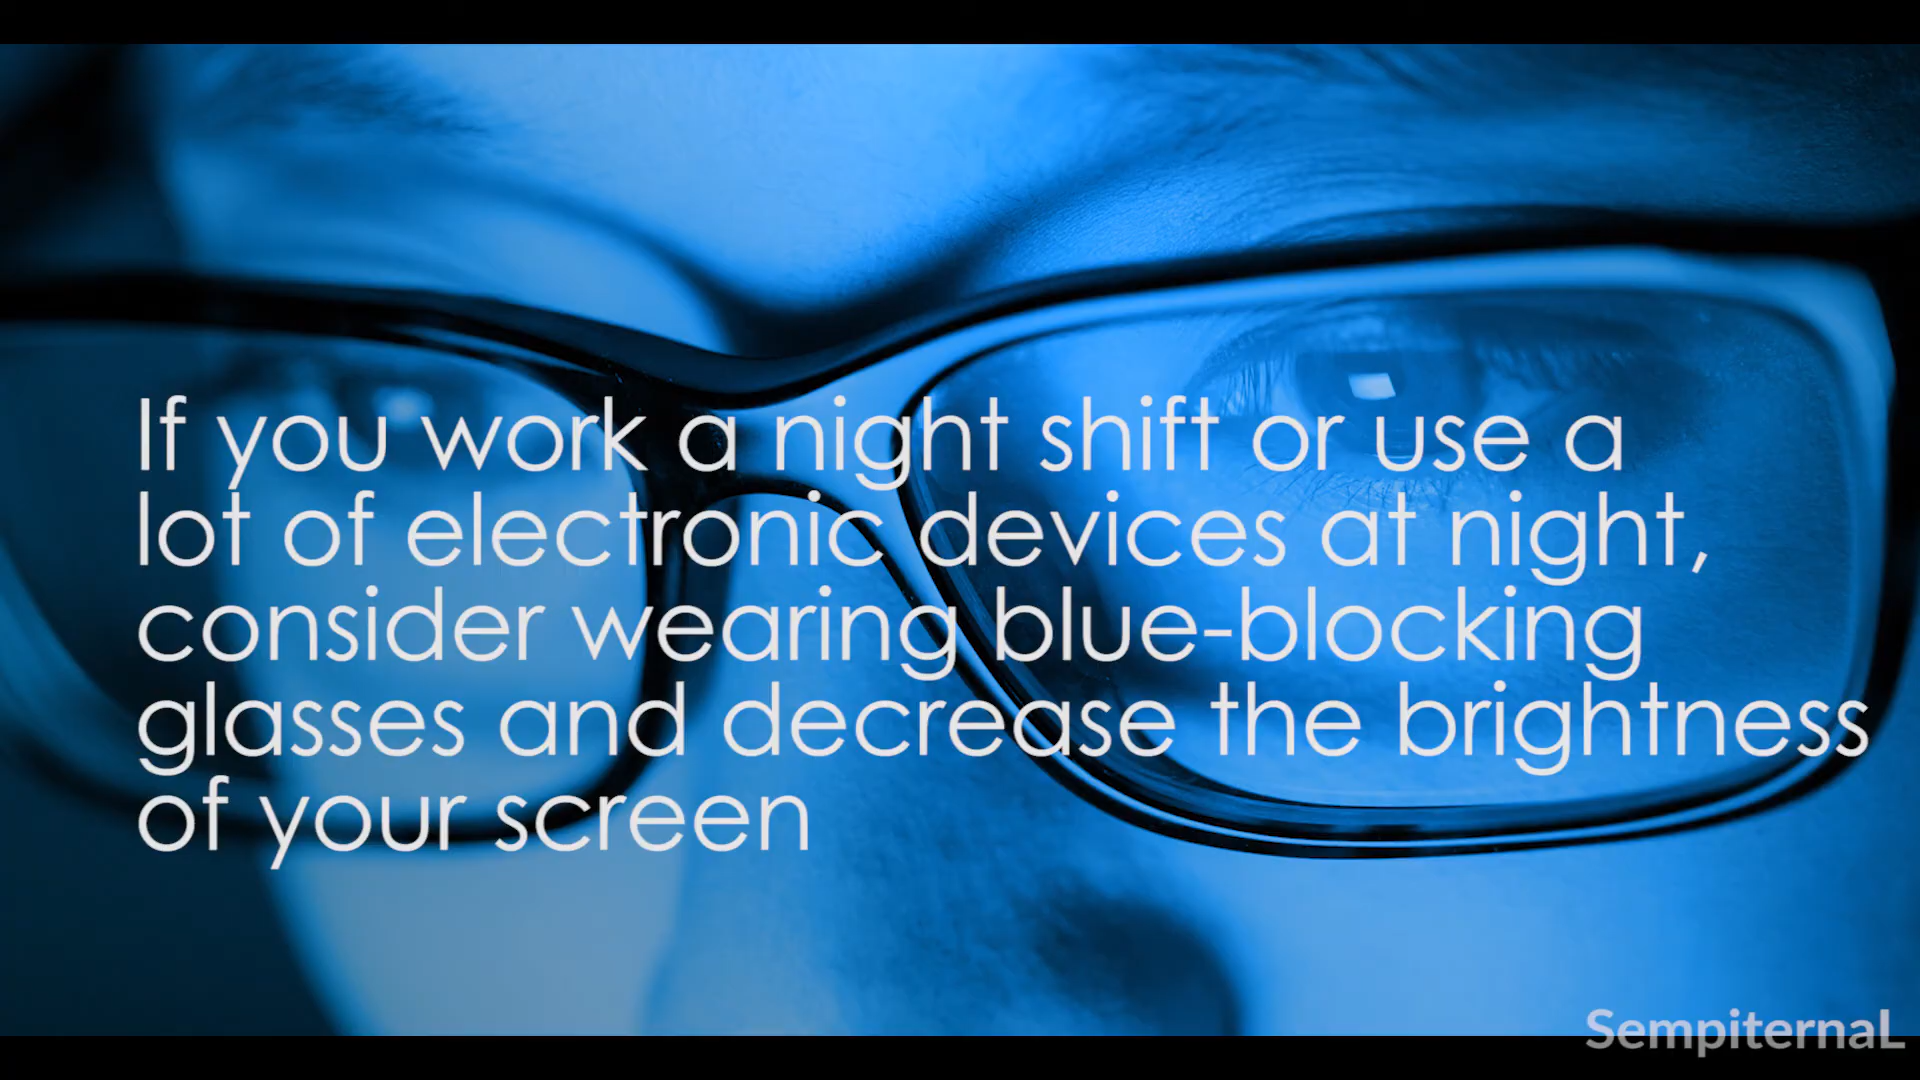 If you work a night shift or use a
lot of electronic devices at night,
consider wearing blue-blocking
glasses and decrease the brightness
of your screen
SempiternaL